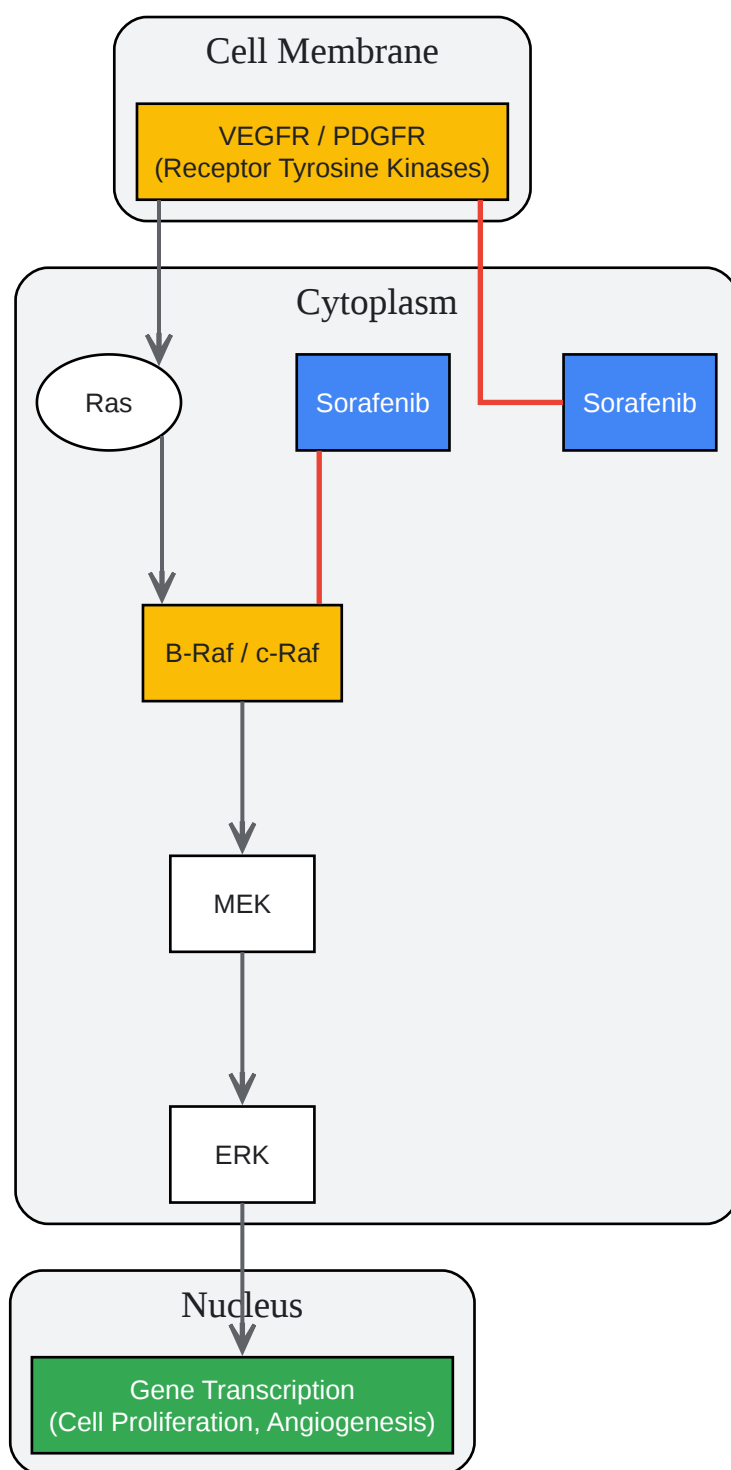 Cell Membrane
VEGFR / PDGFR
(Receptor Tyrosine Kinases)
Cytoplasm
Ras
Sorafenib
Sorafenib
B-Raf / c-Raf
MEK
ERK
Nucleus
Gene Transcription
(Cell Proliferation, Angiogenesis)